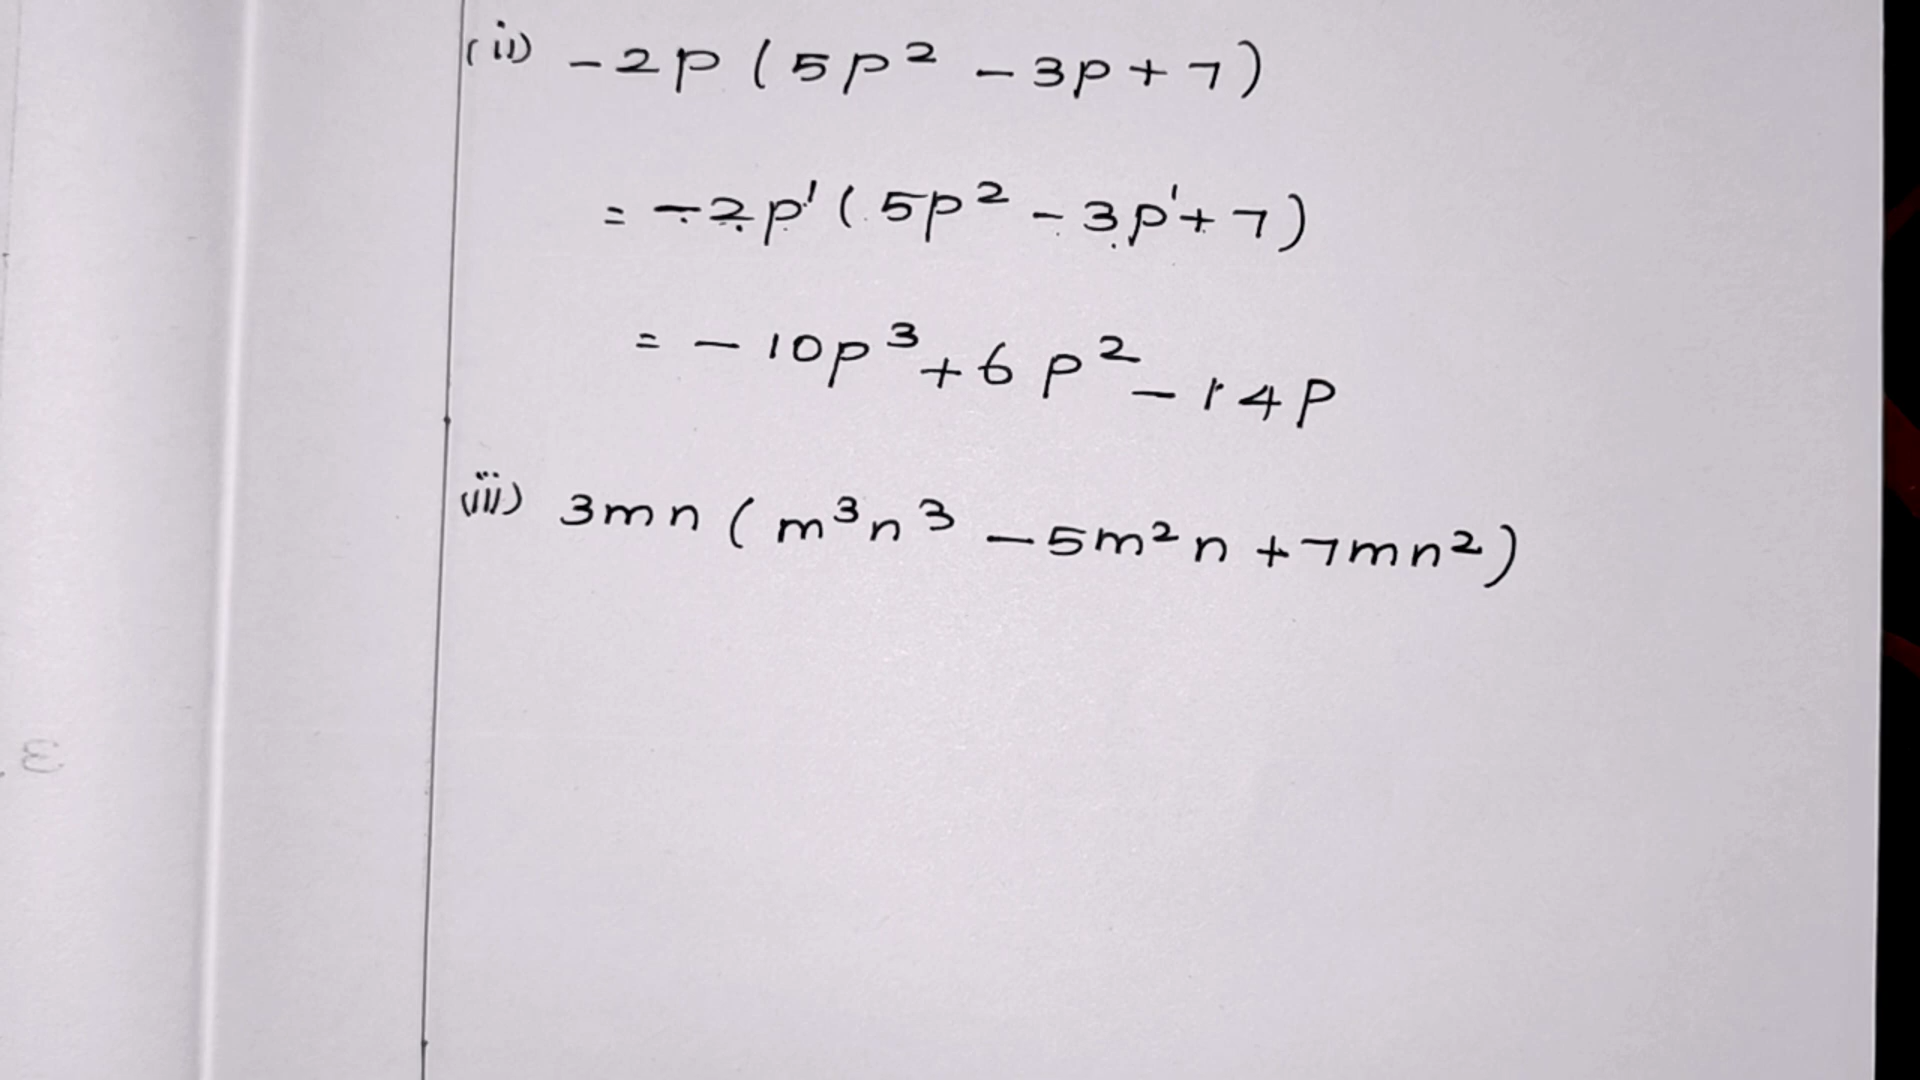 (ii) -2p (5p² - 3p + 7)
= -2p' (5p² - 3p' + 7)
= - 10p³ + 6p² - 14P
(iii) 3mn (m³n³ - 5m²n + 7mn²)